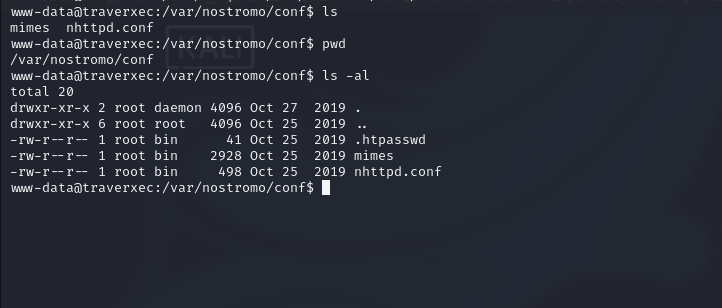 www-data@traverxec:/var/nostromo/conf$ ls
mimes  nhttpd.conf
www-data@traverxec:/var/nostromo/conf$ pwd
/var/nostromo/conf
www-data@traverxec:/var/nostromo/conf$ ls -al
total 20
drwxr-xr-x 2 root daemon 4096 Oct 27  2019 .
drwxr-xr-x 6 root root   4096 Oct 25  2019 ..
-rw-r--r-- 1 root bin      41 Oct 25  2019 .htpasswd
-rw-r--r-- 1 root bin    2928 Oct 25  2019 mimes
-rw-r--r-- 1 root bin     498 Oct 25  2019 nhttpd.conf
www-data@traverxec:/var/nostromo/conf$
KALI